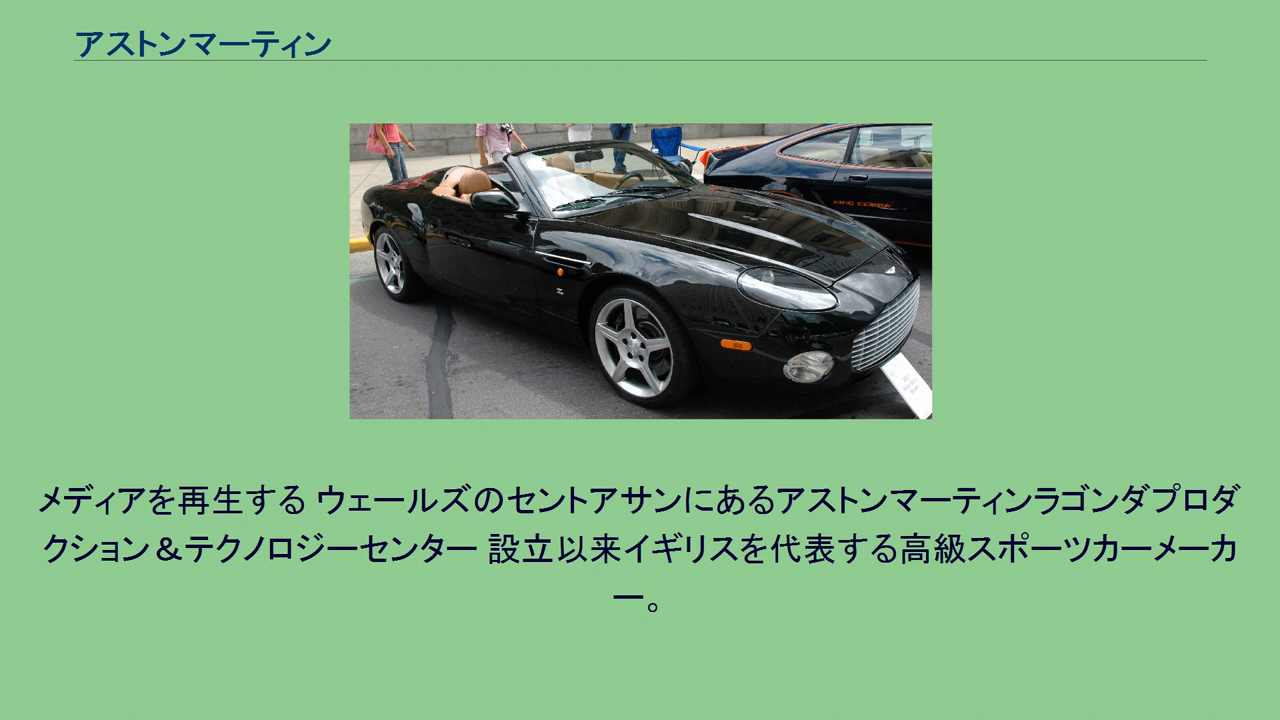 アストンマーティン
KING COBRA
メディアを再生する ウェールズのセントアサンにあるアストンマーティンラゴンダプロダ
クション＆テクノロジーセンター 設立以来イギリスを代表する高級スポーツカーメーカ
ー。